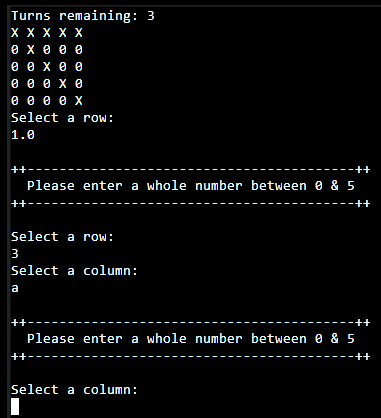 Turns remaining: 3
X X X X X
0 X 0 0 0
0 0 X 0 0
0 0 0 X 0
0 0 0 0 X
Select a row:
1.0
++-----------------------------------------++
Please enter a whole number between 0 & 5
++-----------------------------------------++
Select a row:
3
Select a column:
a
++-----------------------------------------++
Please enter a whole number between 0 & 5
++-----------------------------------------++
Select a column: